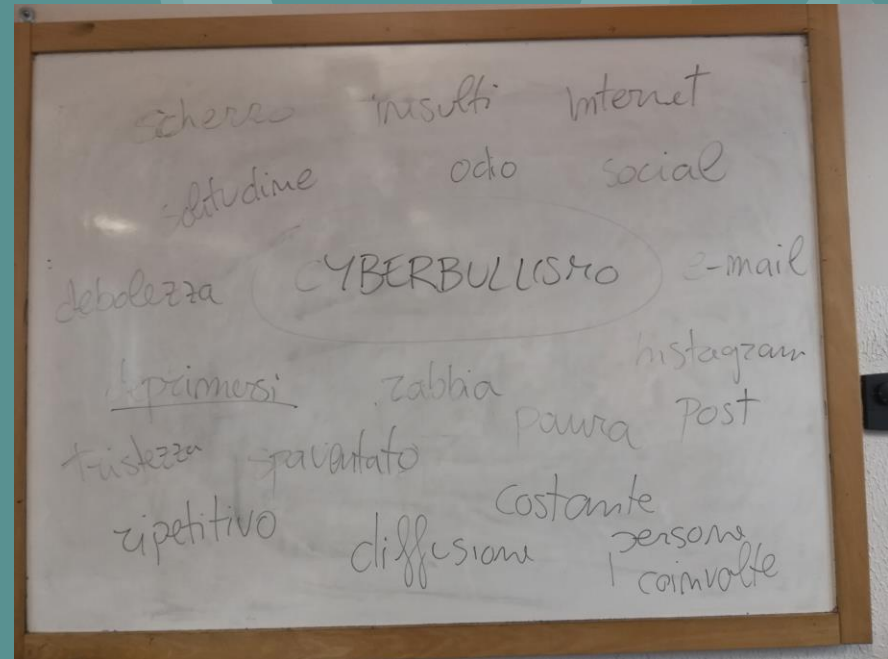 scherzo insulti Internet
solitudine odio social
debolezza CYBERBULLISMO e-mail
Instagram
deprimersi rabbia
paura Post
tristezza spaventato
costante
ripetitivo diffusione persone
coinvolte